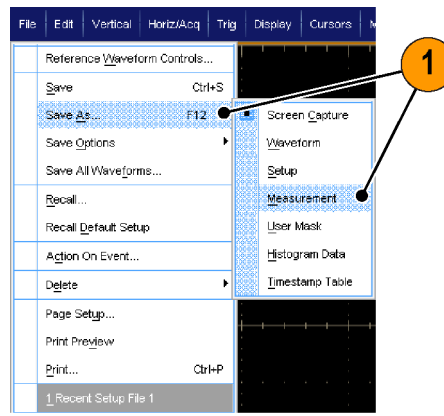 File Edit Vertical Horiz/Acq Trig Display Cursors
Reference Waveform Controls...
1
Save Ctrl+S
Save As... F12
Screen Capture
Save Options
Waveform
Save All Waveforms...
Setup
Recall...
Measurement
Recall Default Setup
User Mask
Action On Event...
Histogram Data
Delete
Timestamp Table
Page Setup...
Print Preview
Print... Ctrl+P
1 Recent Setup File 1